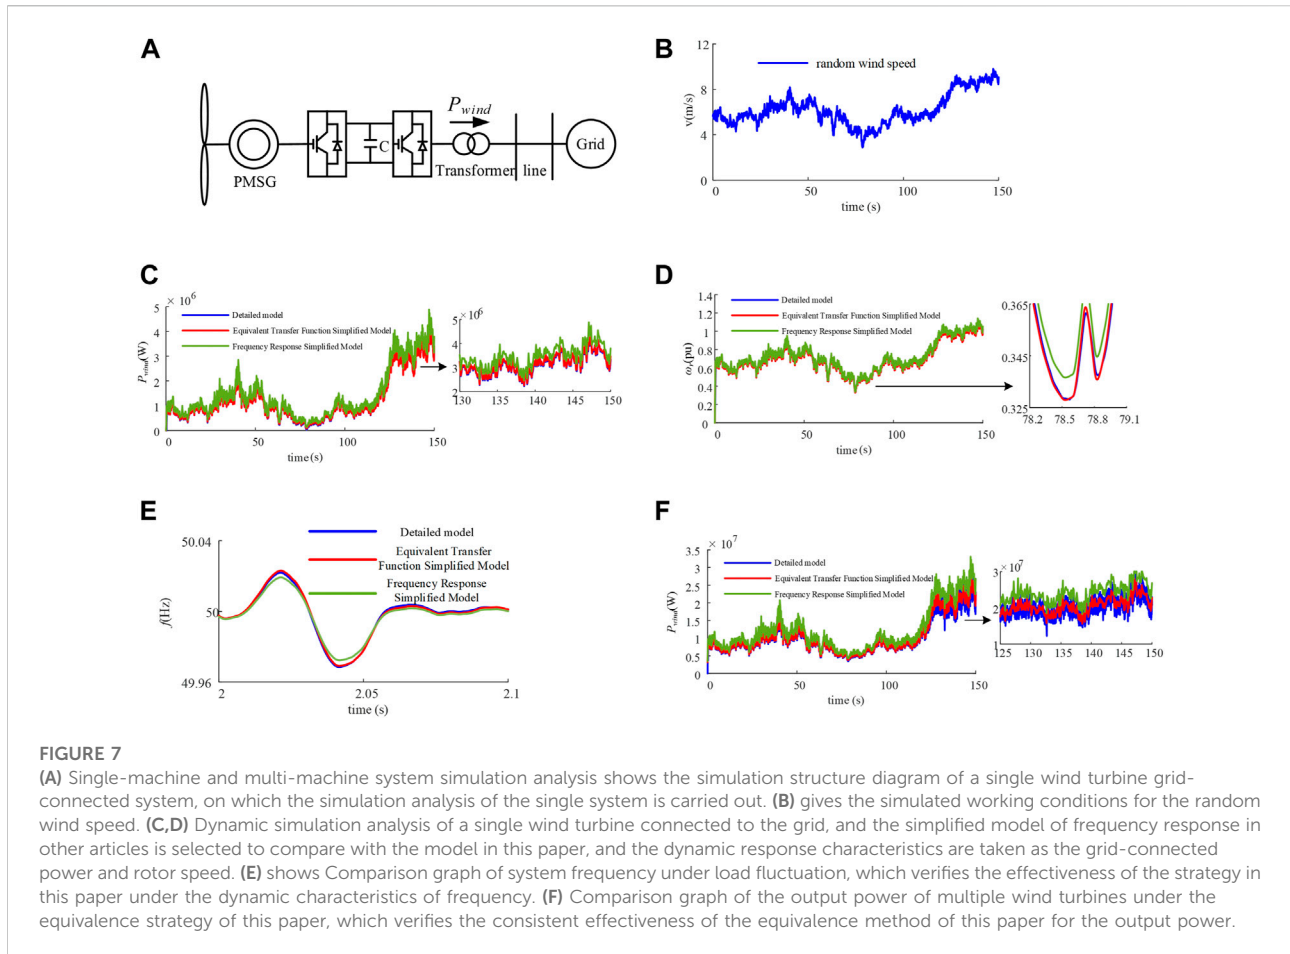 A
P_wind
C
PMSG
Transformer
line
Grid
B
12
8
4
0
v(m/s)
random wind speed
0
50
100
150
time (s)
C
× 10^6
5
4
3
2
1
0
P_wind(W)
Detailed model
Equivalent Transfer Function Simplified Model
Frequency Response Simplified Model
0
50
100
150
time (s)
× 10^6
5
4
3
2
130
135
140
145
150
D
1.4
1.2
1
0.8
0.6
0.4
0.2
0
(pu)
Detailed model
Equivalent Transfer Function Simplified Model
Frequency Response Simplified Model
0
50
100
150
time (s)
0.365
0.345
0.325
78.2
78.5
78.8
79.1
E
50.04
50
49.96
f(Hz)
Detailed model
Equivalent Transfer
Function Simplified Model
Frequency Response
Simplified Model
2
2.05
2.1
time (s)
F
× 10^7
3.5
3
2.5
2
1.5
1
0.5
0
P_wind(W)
Detailed model
Equivalent Transfer Function Simplified Model
Frequency Response Simplified Model
0
50
100
150
time (s)
× 10^7
3
2
1
125
130
135
140
145
150
FIGURE 7
(A) Single-machine and multi-machine system simulation analysis shows the simulation structure diagram of a single wind turbine grid-
connected system, on which the simulation analysis of the single system is carried out. (B) gives the simulated working conditions for the random
wind speed. (C,D) Dynamic simulation analysis of a single wind turbine connected to the grid, and the simplified model of frequency response in
other articles is selected to compare with the model in this paper, and the dynamic response characteristics are taken as the grid-connected
power and rotor speed. (E) shows Comparison graph of system frequency under load fluctuation, which verifies the effectiveness of the strategy in
this paper under the dynamic characteristics of frequency. (F) Comparison graph of the output power of multiple wind turbines under the
equivalence strategy of this paper, which verifies the consistent effectiveness of the equivalence method of this paper for the output power.